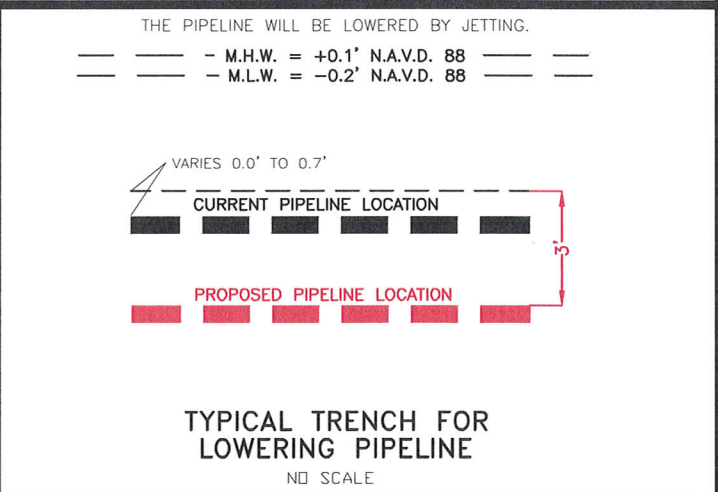 THE PIPELINE WILL BE LOWERED BY JETTING.
M.H.W. = +0.1' N.A.V.D. 88
M.L.W. = -0.2' N.A.V.D. 88
VARIES 0.0' TO 0.7'
CURRENT PIPELINE LOCATION
3'
PROPOSED PIPELINE LOCATION
TYPICAL TRENCH FOR
LOWERING PIPELINE
NO SCALE